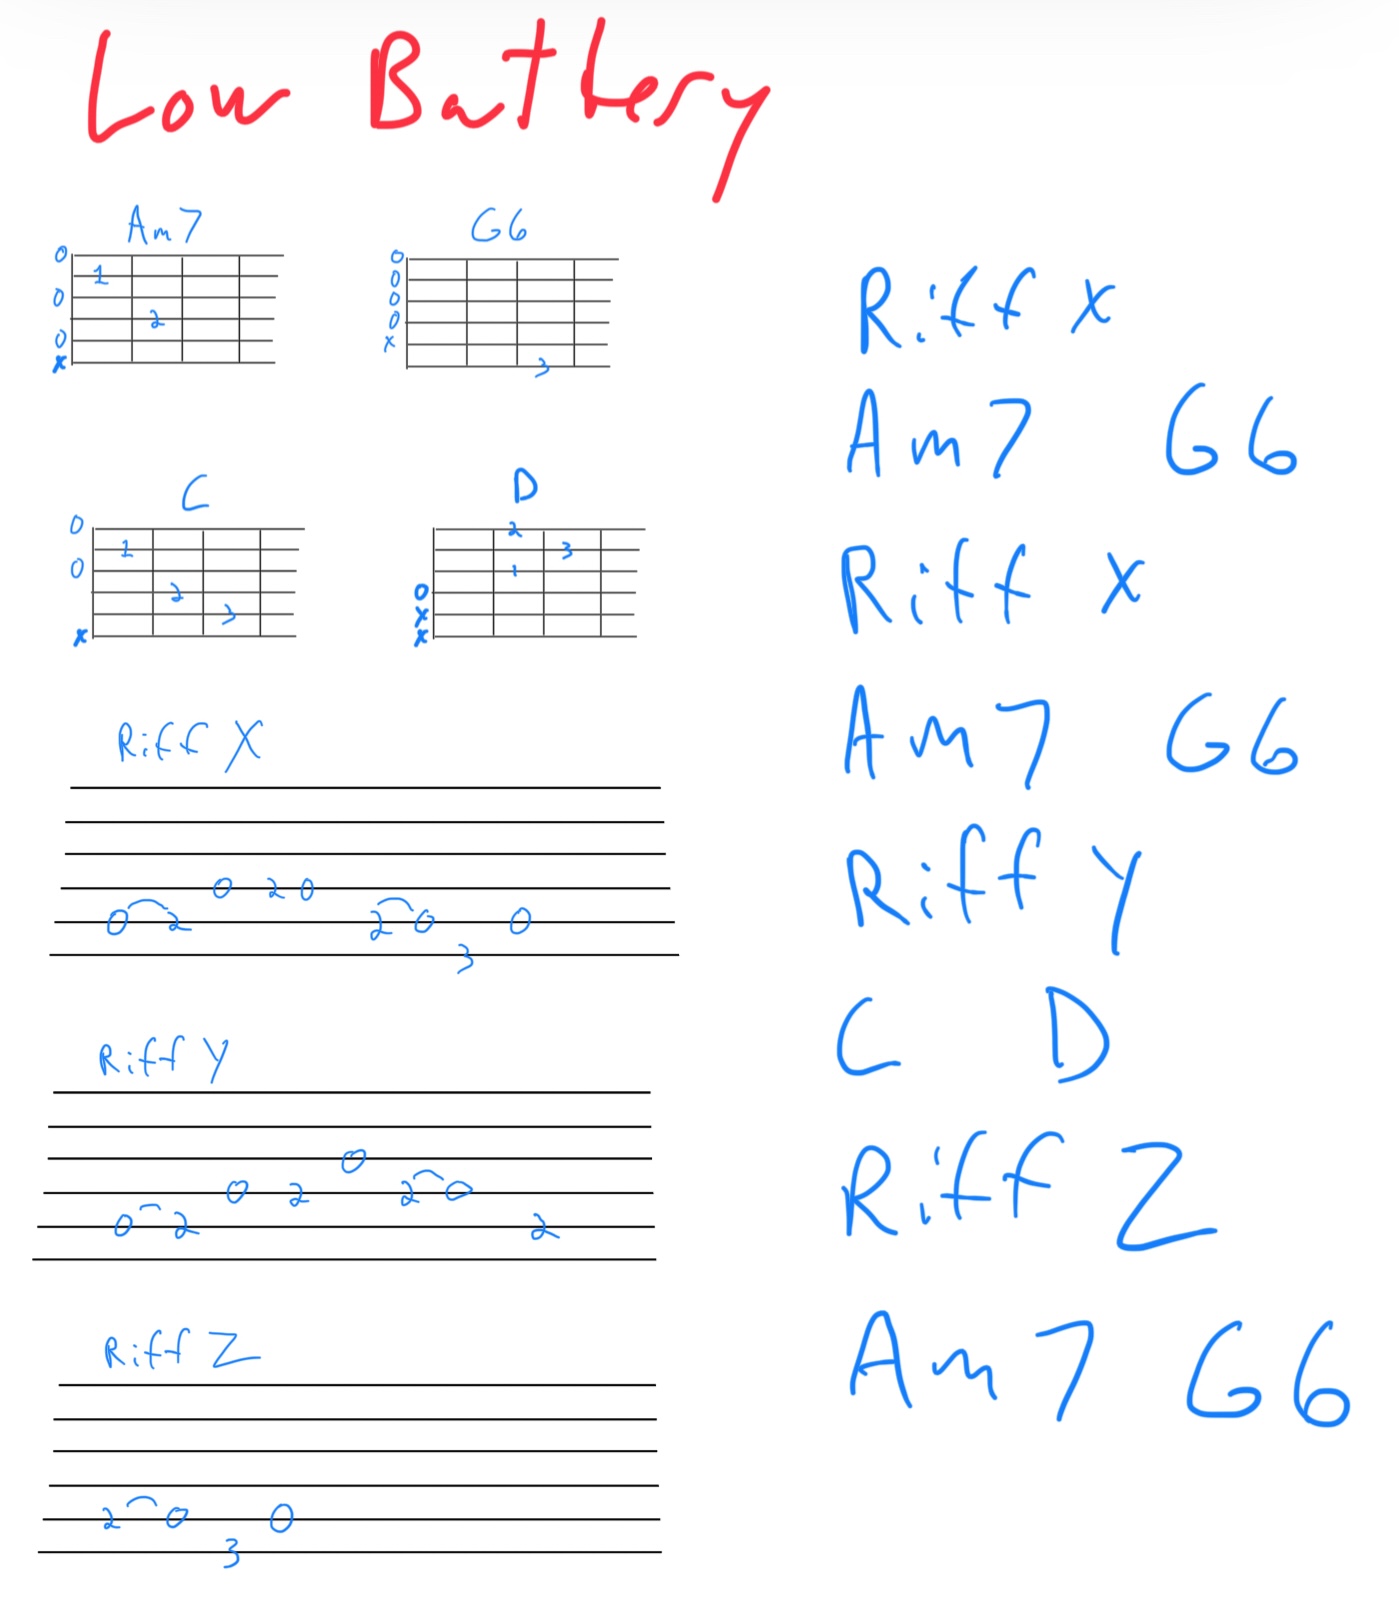 Low Battery
Am7 G6
0 0
1 0
0 0
2 0
0 x
x 3
C D
0 2
1 3
0 1
2 0
3 x
x x
Riff X
0 2 0
0 2 2 0 0
3
Riff Y
0
0 2 2 0
0 2 2
Riff Z
2 0 0
3
Riff X
Am7 G6
Riff X
Am7 G6
Riff Y
C D
Riff Z
Am7 G6